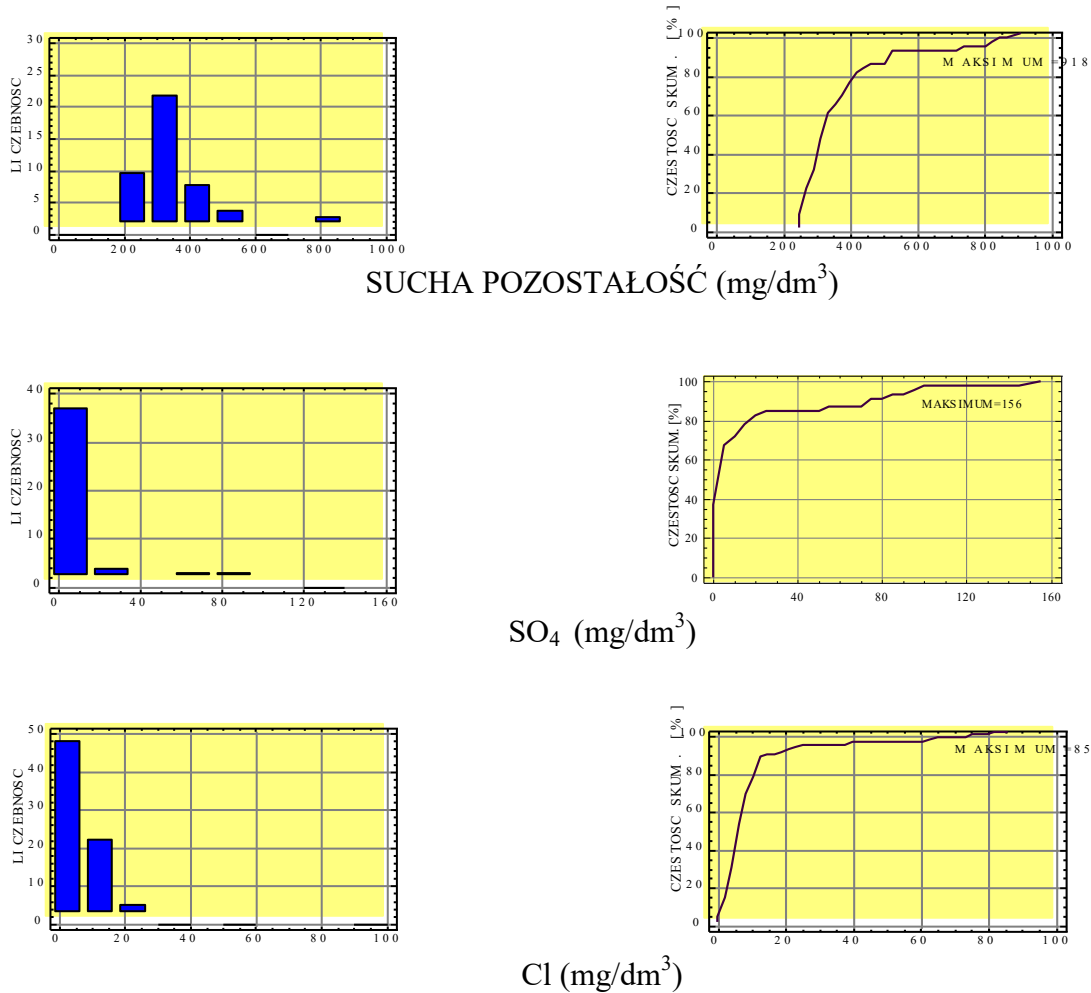 30
25
20
15
10
5
0
LICZEBNOSC
0 200 400 600 800 1000
100
80
60
40
20
0
CZESTOSC SKUM. [%]
MAKSIMUM=918
0 200 400 600 800 1000
SUCHA POZOSTAŁOŚĆ (mg/dm³)
40
30
20
10
0
LICZEBNOSC
0 40 80 120 160
100
80
60
40
20
0
CZESTOSC SKUM. [%]
MAKSIMUM=156
0 40 80 120 160
SO₄ (mg/dm³)
50
40
30
20
10
0
LICZEBNOSC
0 20 40 60 80 100
100
80
60
40
20
0
CZESTOSC SKUM. [%]
MAKSIMUM=85
0 20 40 60 80 100
Cl (mg/dm³)